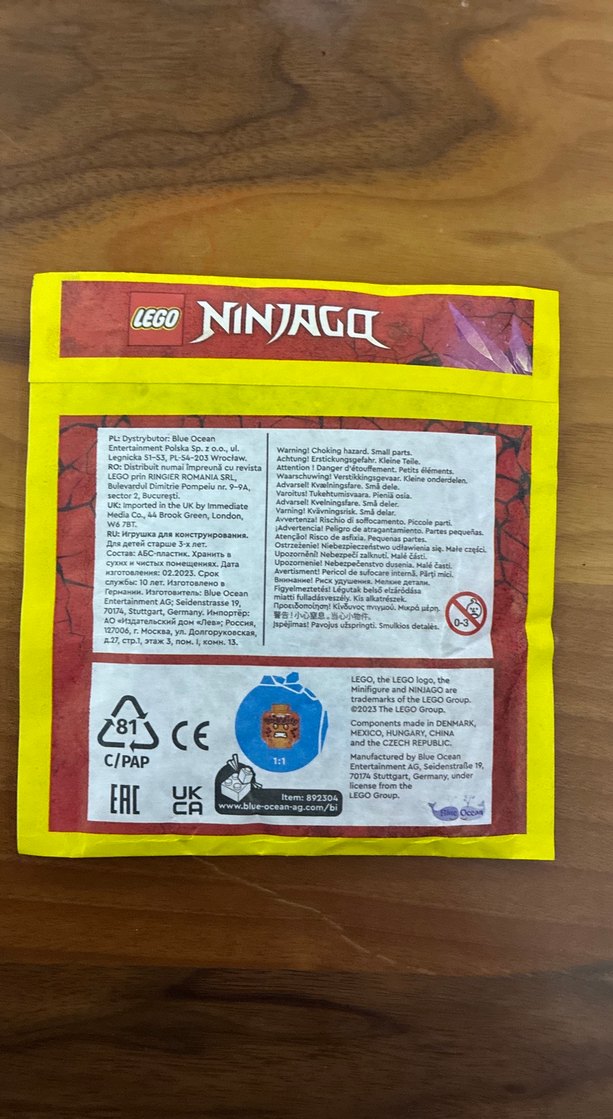 LEGO NINJAGO
PL: Dystrybutor: Blue Ocean
Entertainment Polska Sp. z o.o., ul.
Legnicka 51-53, PL-54-203 Wrocław.
RO: Distribuit numai împreună cu revista
LEGO prin RINGIER ROMANIA SRL,
Bulevardul Dimitrie Pompeiu nr. 9-9A,
sector 2, București.
UK: Imported in the UK by Immediate
Media Co., 44 Brook Green, London,
W6 7BT.
RU: Игрушка для конструирования.
Для детей старше 3-х лет.
Состав: АБС-пластик. Хранить в
сухих и чистых помещениях. Дата
изготовления: 02.2023. Срок
службы: 10 лет. Изготовлено в
Германии. Изготовитель: Blue Ocean
Entertainment AG; Seidenstrasse 19,
70174, Stuttgart, Germany. Импортёр:
АО «Издательский дом «Лев»; Россия,
127006, г. Москва, ул. Долгоруковская,
д.27, стр.1, этаж 3, пом. I, комн. 13.
Warning! Choking hazard. Small parts.
Achtung! Erstickungsgefahr. Kleine Teile.
Attention ! Danger d'étouffement. Petits éléments.
Waarschuwing! Verstikkingsgevaar. Kleine onderdelen.
Advarsel! Kvælningsfare. Små dele.
Varoitus! Tukehtumisvaara. Pieniä osia.
Advarsel! Kvelningsfare. Små deler.
Varning! Kvävningsrisk. Små delar.
Avvertenza! Rischio di soffocamento. Piccole parti.
¡Advertencia! Peligro de atragantamiento. Partes pequeñas.
Atenção! Risco de asfixia. Pequenas partes.
Ostrzeżenie! Niebezpieczeństwo udławienia się. Małe części.
Upozornění! Nebezpečí zalknutí. Malé části.
Upozornenie! Nebezpečenstvo dusenia. Malé časti.
Avertisment! Pericol de sufocare internă. Părți mici.
Внимание! Риск удушения. Мелкие детали.
Figyelmeztetés! Légutak belső elzáródása
miatti fulladásveszély. Kis alkatrészek.
Προειδοποίηση! Κίνδυνος πνιγμού. Μικρά μέρη.
警告！小心窒息。当心小物件。
Įspėjimas! Pavojus užspringti. Smulkios detalės.
0-3
81
C/PAP
CE
EAC
UK
CA
1:1
Item: 892304
www.blue-ocean-ag.com/bi
LEGO, the LEGO logo, the
Minifigure and NINJAGO are
trademarks of the LEGO Group.
©2023 The LEGO Group.
Components made in DENMARK,
MEXICO, HUNGARY, CHINA
and the CZECH REPUBLIC.
Manufactured by Blue Ocean
Entertainment AG, Seidenstraße 19,
70174 Stuttgart, Germany, under
license from the
LEGO Group.
Blue Ocean